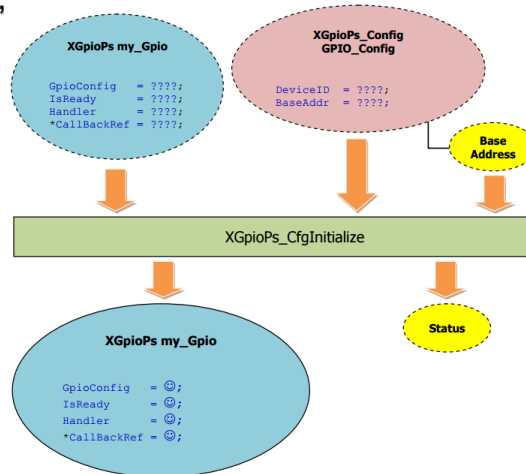 XGpioPs my_Gpio
GpioConfig = ????;
IsReady = ????;
Handler = ????;
*CallBackRef = ????;
XGpioPs_Config
GPIO_Config
DeviceID = ????;
BaseAddr = ????;
Base
Address
XGpioPs_CfgInitialize
XGpioPs my_Gpio
GpioConfig = ☺;
IsReady = ☺;
Handler = ☺;
*CallBackRef = ☺;
Status